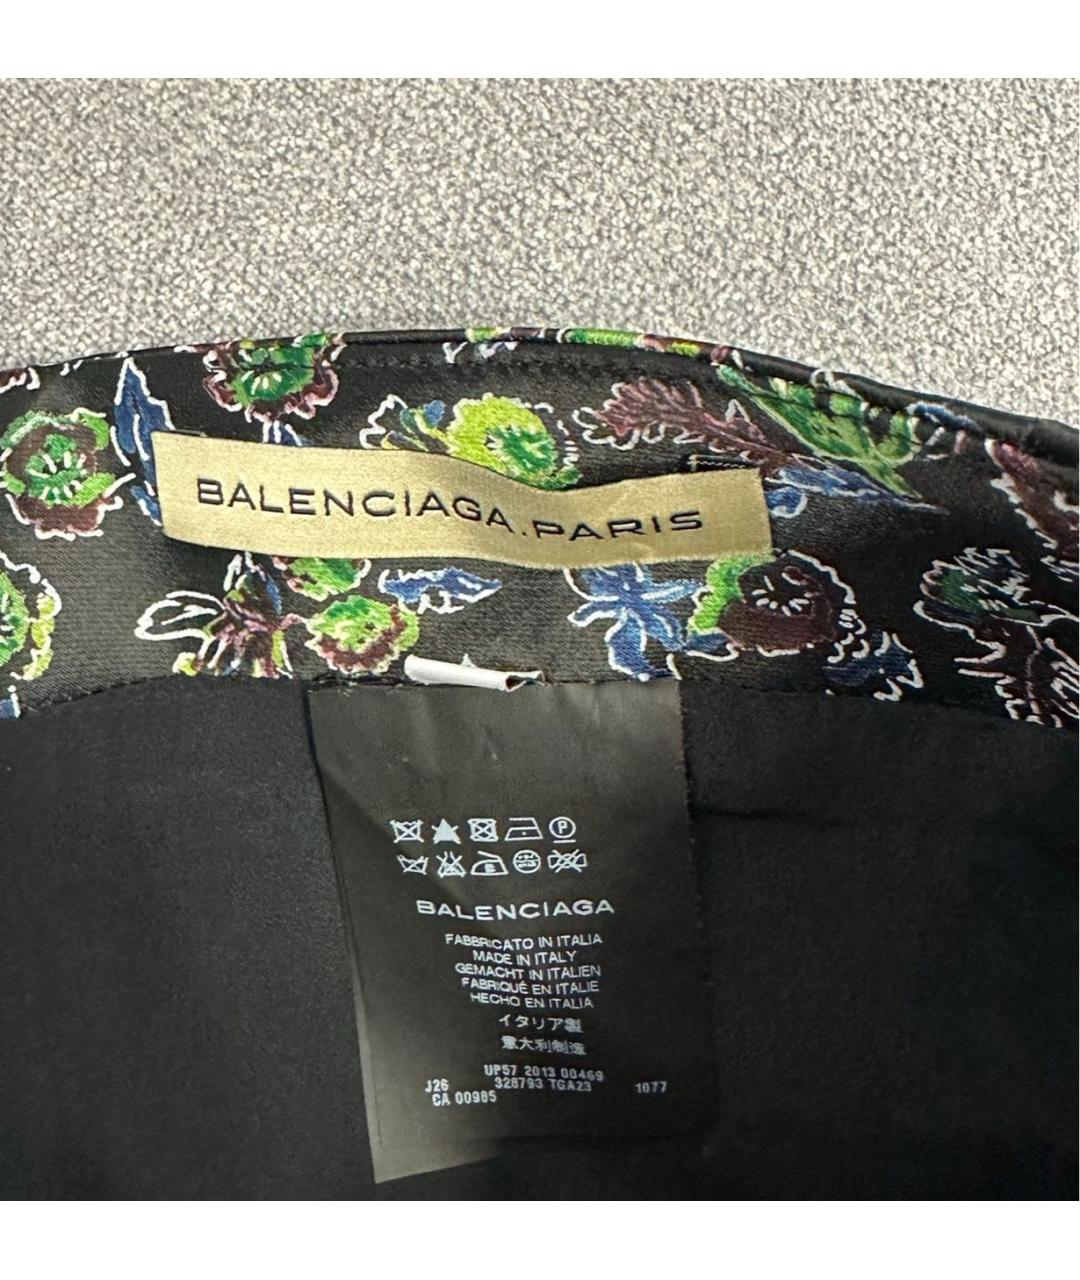 BALENCIAGA.PARIS
P
BALENCIAGA
FABBRICATO IN ITALIA
MADE IN ITALY
GEMACHT IN ITALIEN
FABRIQUÉ EN ITALIE
HECHO EN ITALIA
イタリア製
意大利制造
UP57 2013 00469
J26 328793 TGA23 1077
CA 00985